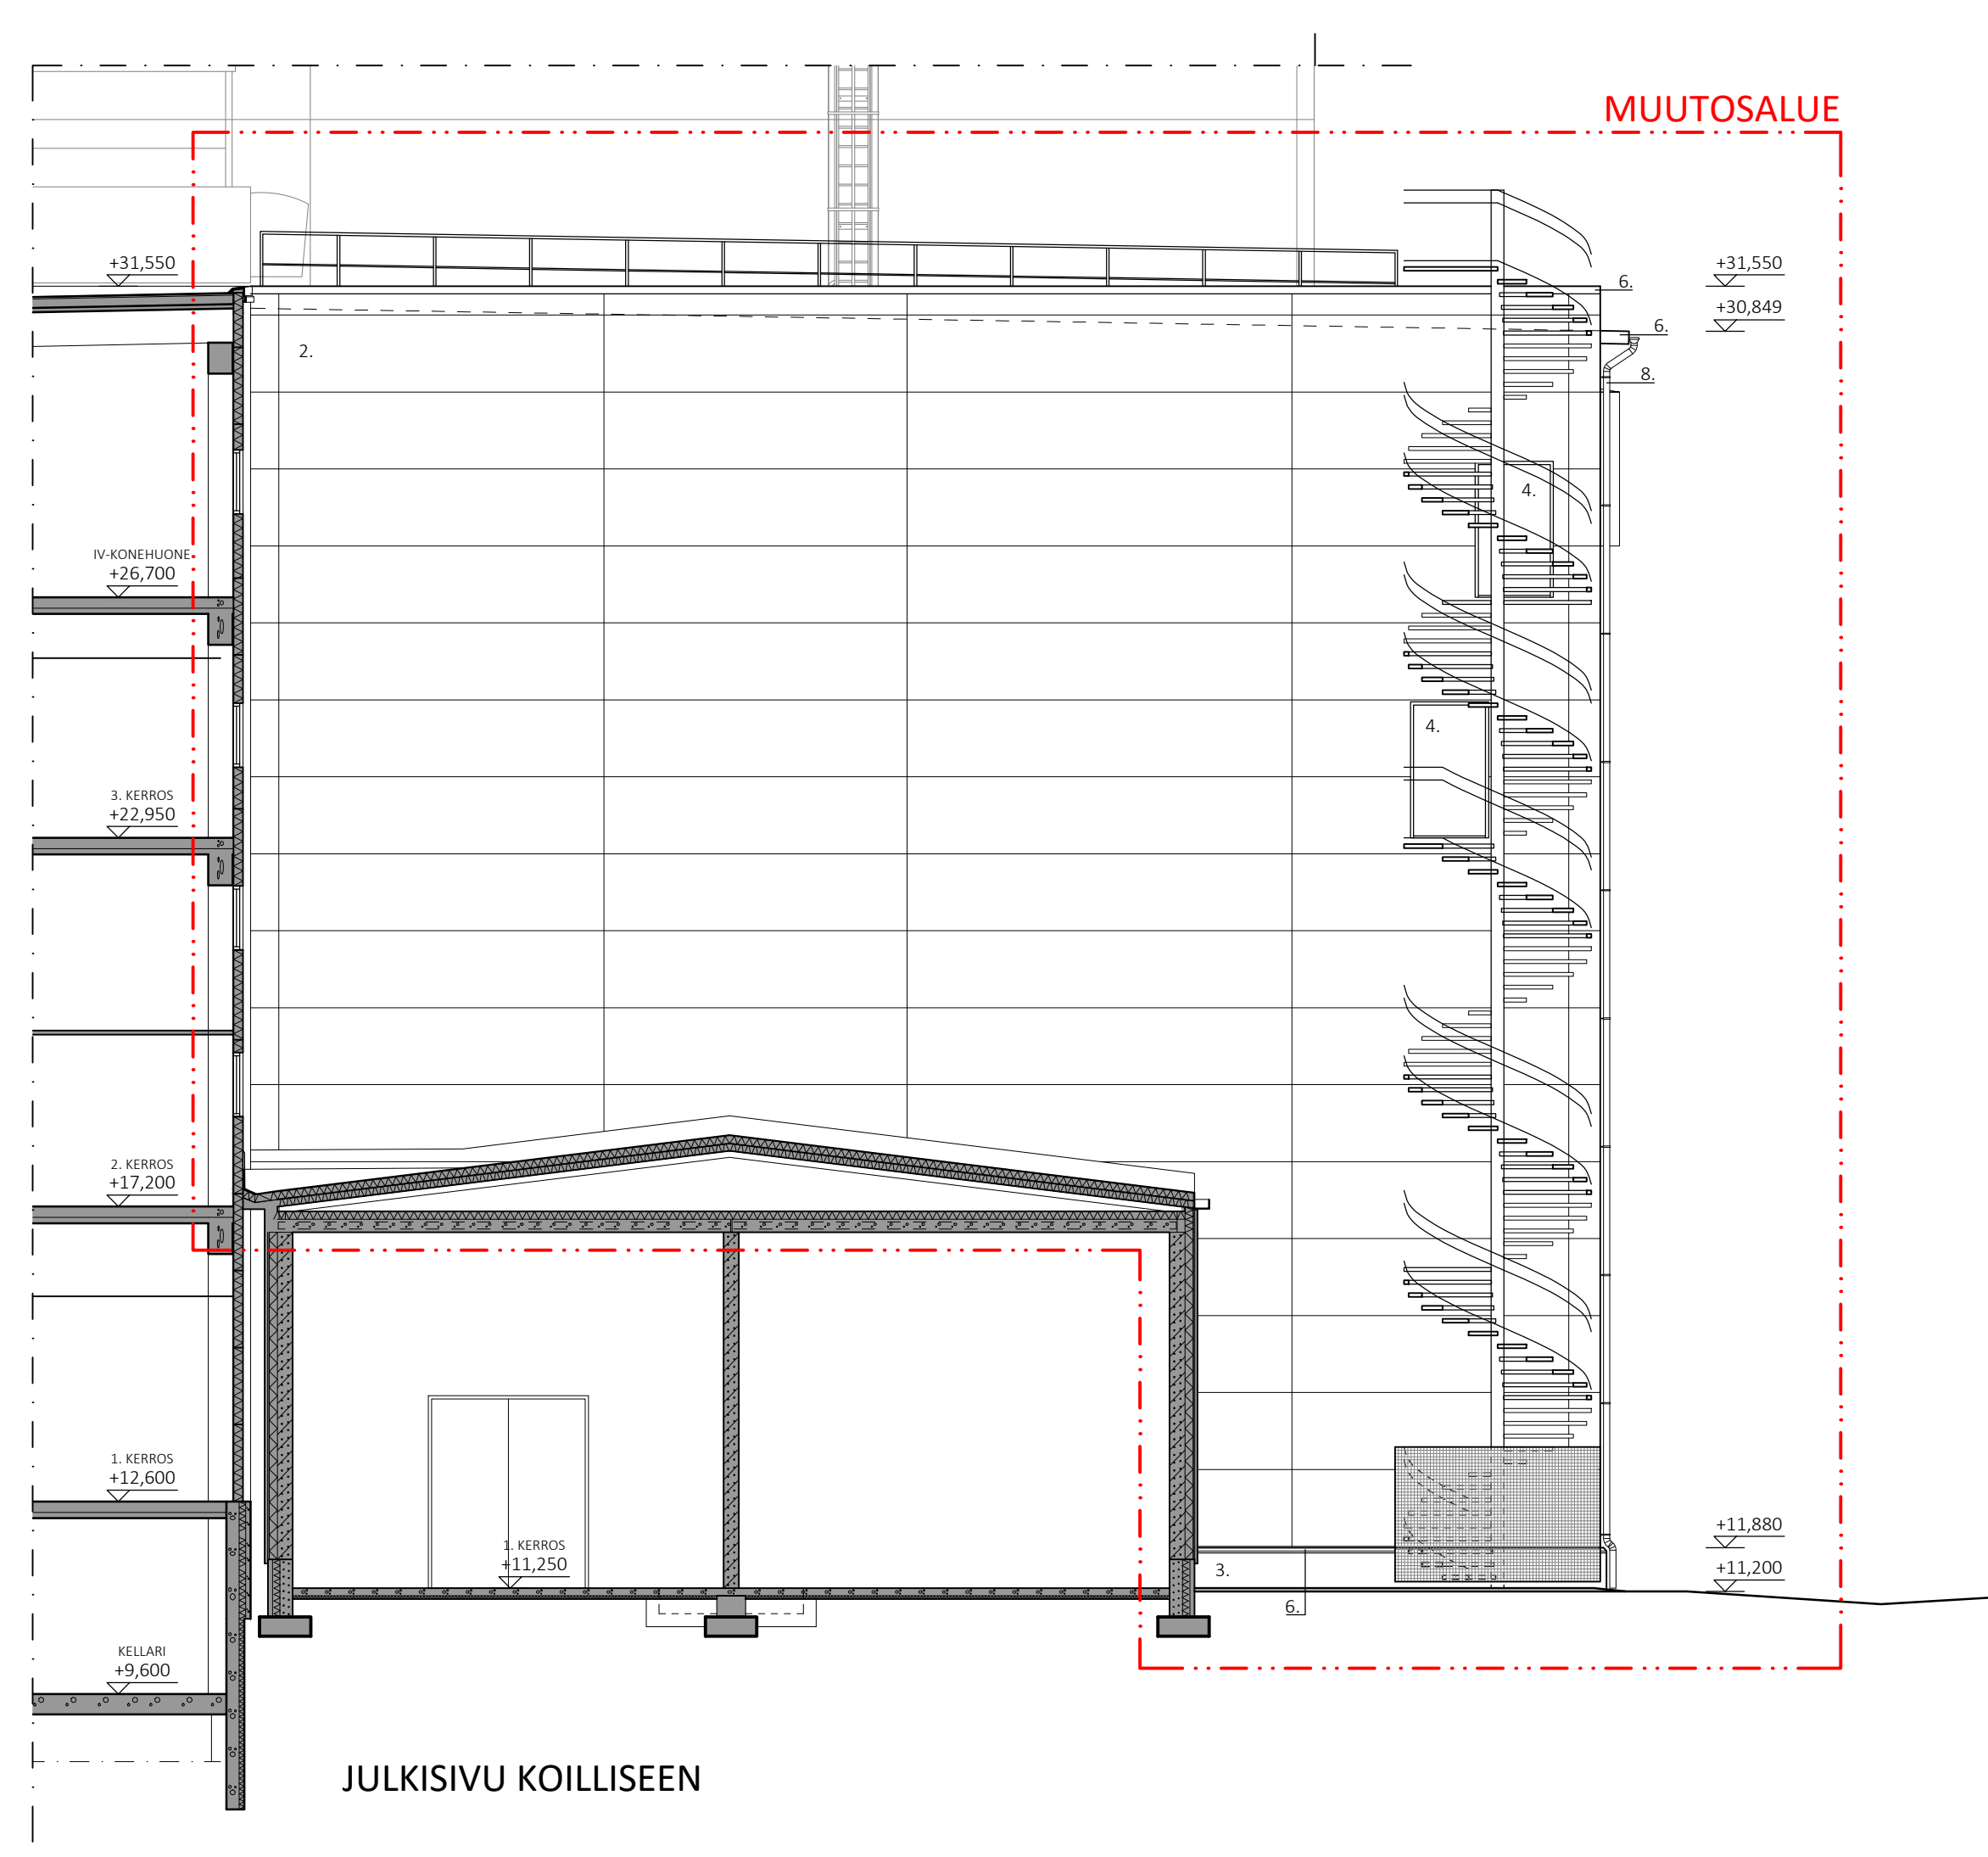 MUUTOSALUE
+31,550
6.
+31,550
+30,849
6.
2.
8.
4.
IV-KONEHUONE
+26,700
4.
3. KERROS
+22,950
2. KERROS
+17,200
1. KERROS
+12,600
1. KERROS
+11,250
+11,880
3.
+11,200
6.
KELLARI
+9,600
JULKISIVU KOILLISEEN